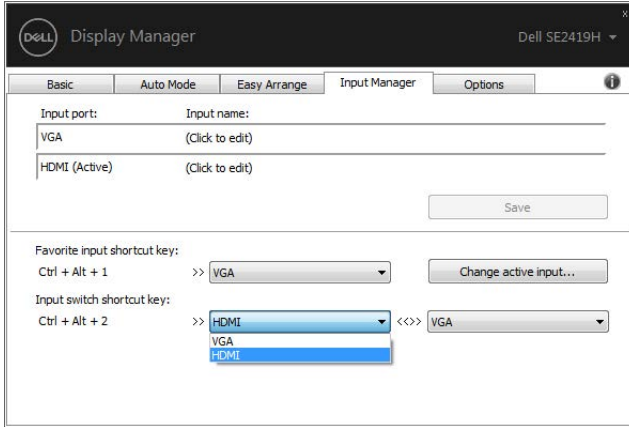 x
DELL Display Manager Dell SE2419H
Basic Auto Mode Easy Arrange Input Manager Options
Input port: Input name:
VGA (Click to edit)
HDMI (Active) (Click to edit)
Save
Favorite input shortcut key:
Ctrl + Alt + 1 >> VGA Change active input...
Input switch shortcut key:
Ctrl + Alt + 2 >> HDMI <<>> VGA
VGA
HDMI